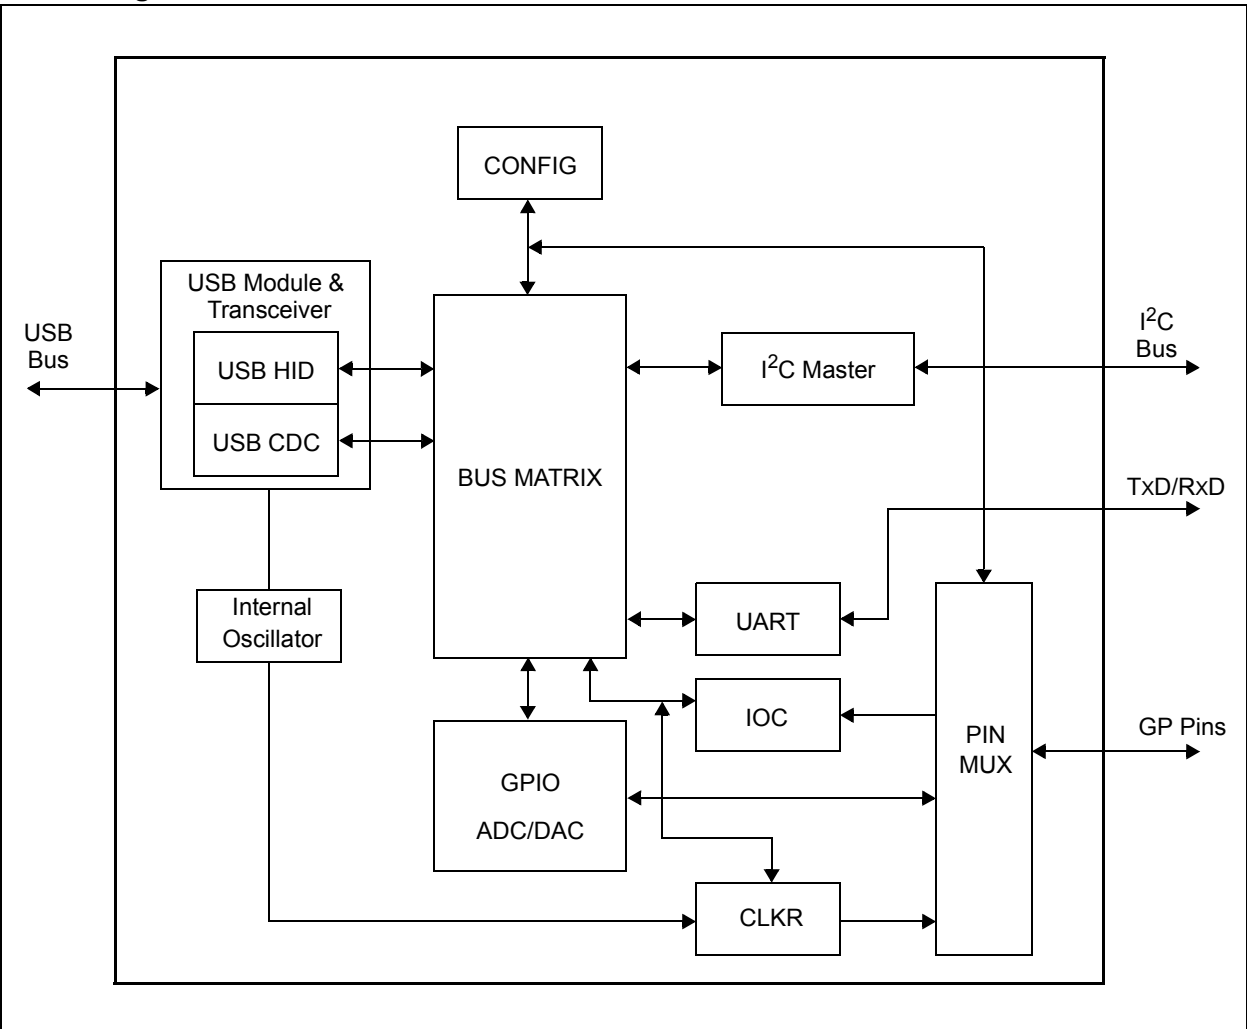 CONFIG
USB Module &
Transceiver
USB
Bus
USB HID
USB CDC
BUS MATRIX
I²C Master
I²C
Bus
TxD/RxD
Internal
Oscillator
UART
IOC
PIN
MUX
GP Pins
GPIO
ADC/DAC
CLKR